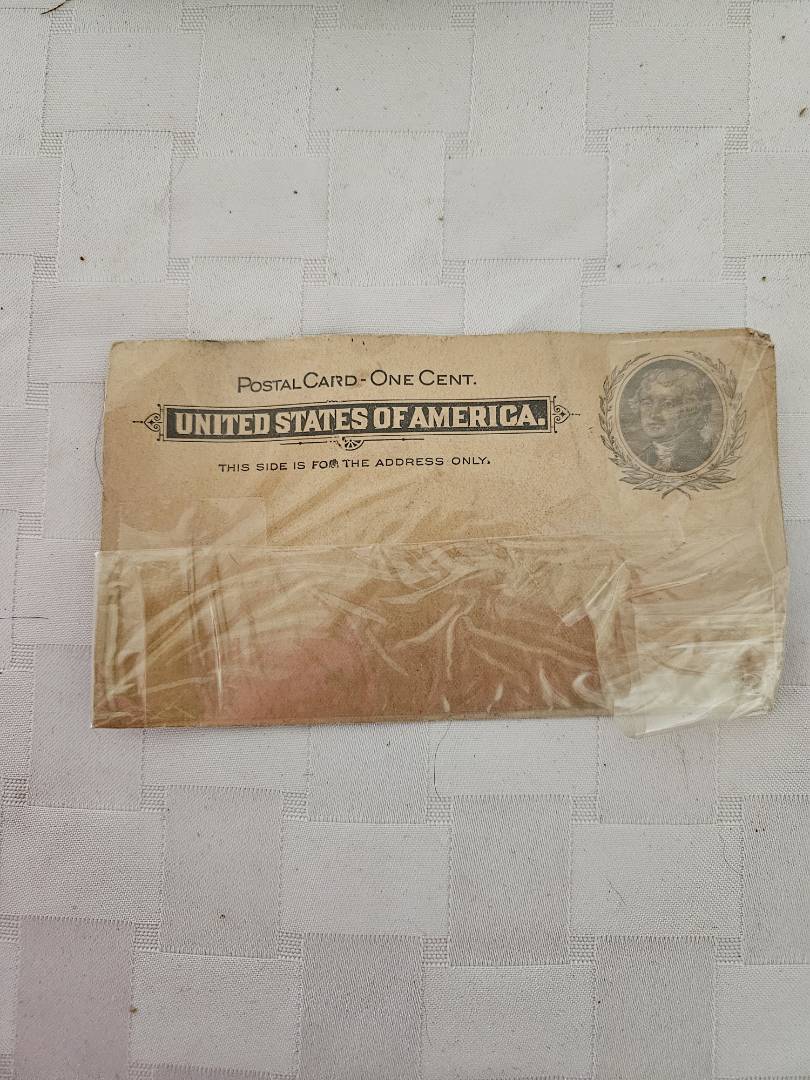 POSTAL CARD - ONE CENT.
UNITED STATES OF AMERICA.
THIS SIDE IS FOR THE ADDRESS ONLY.